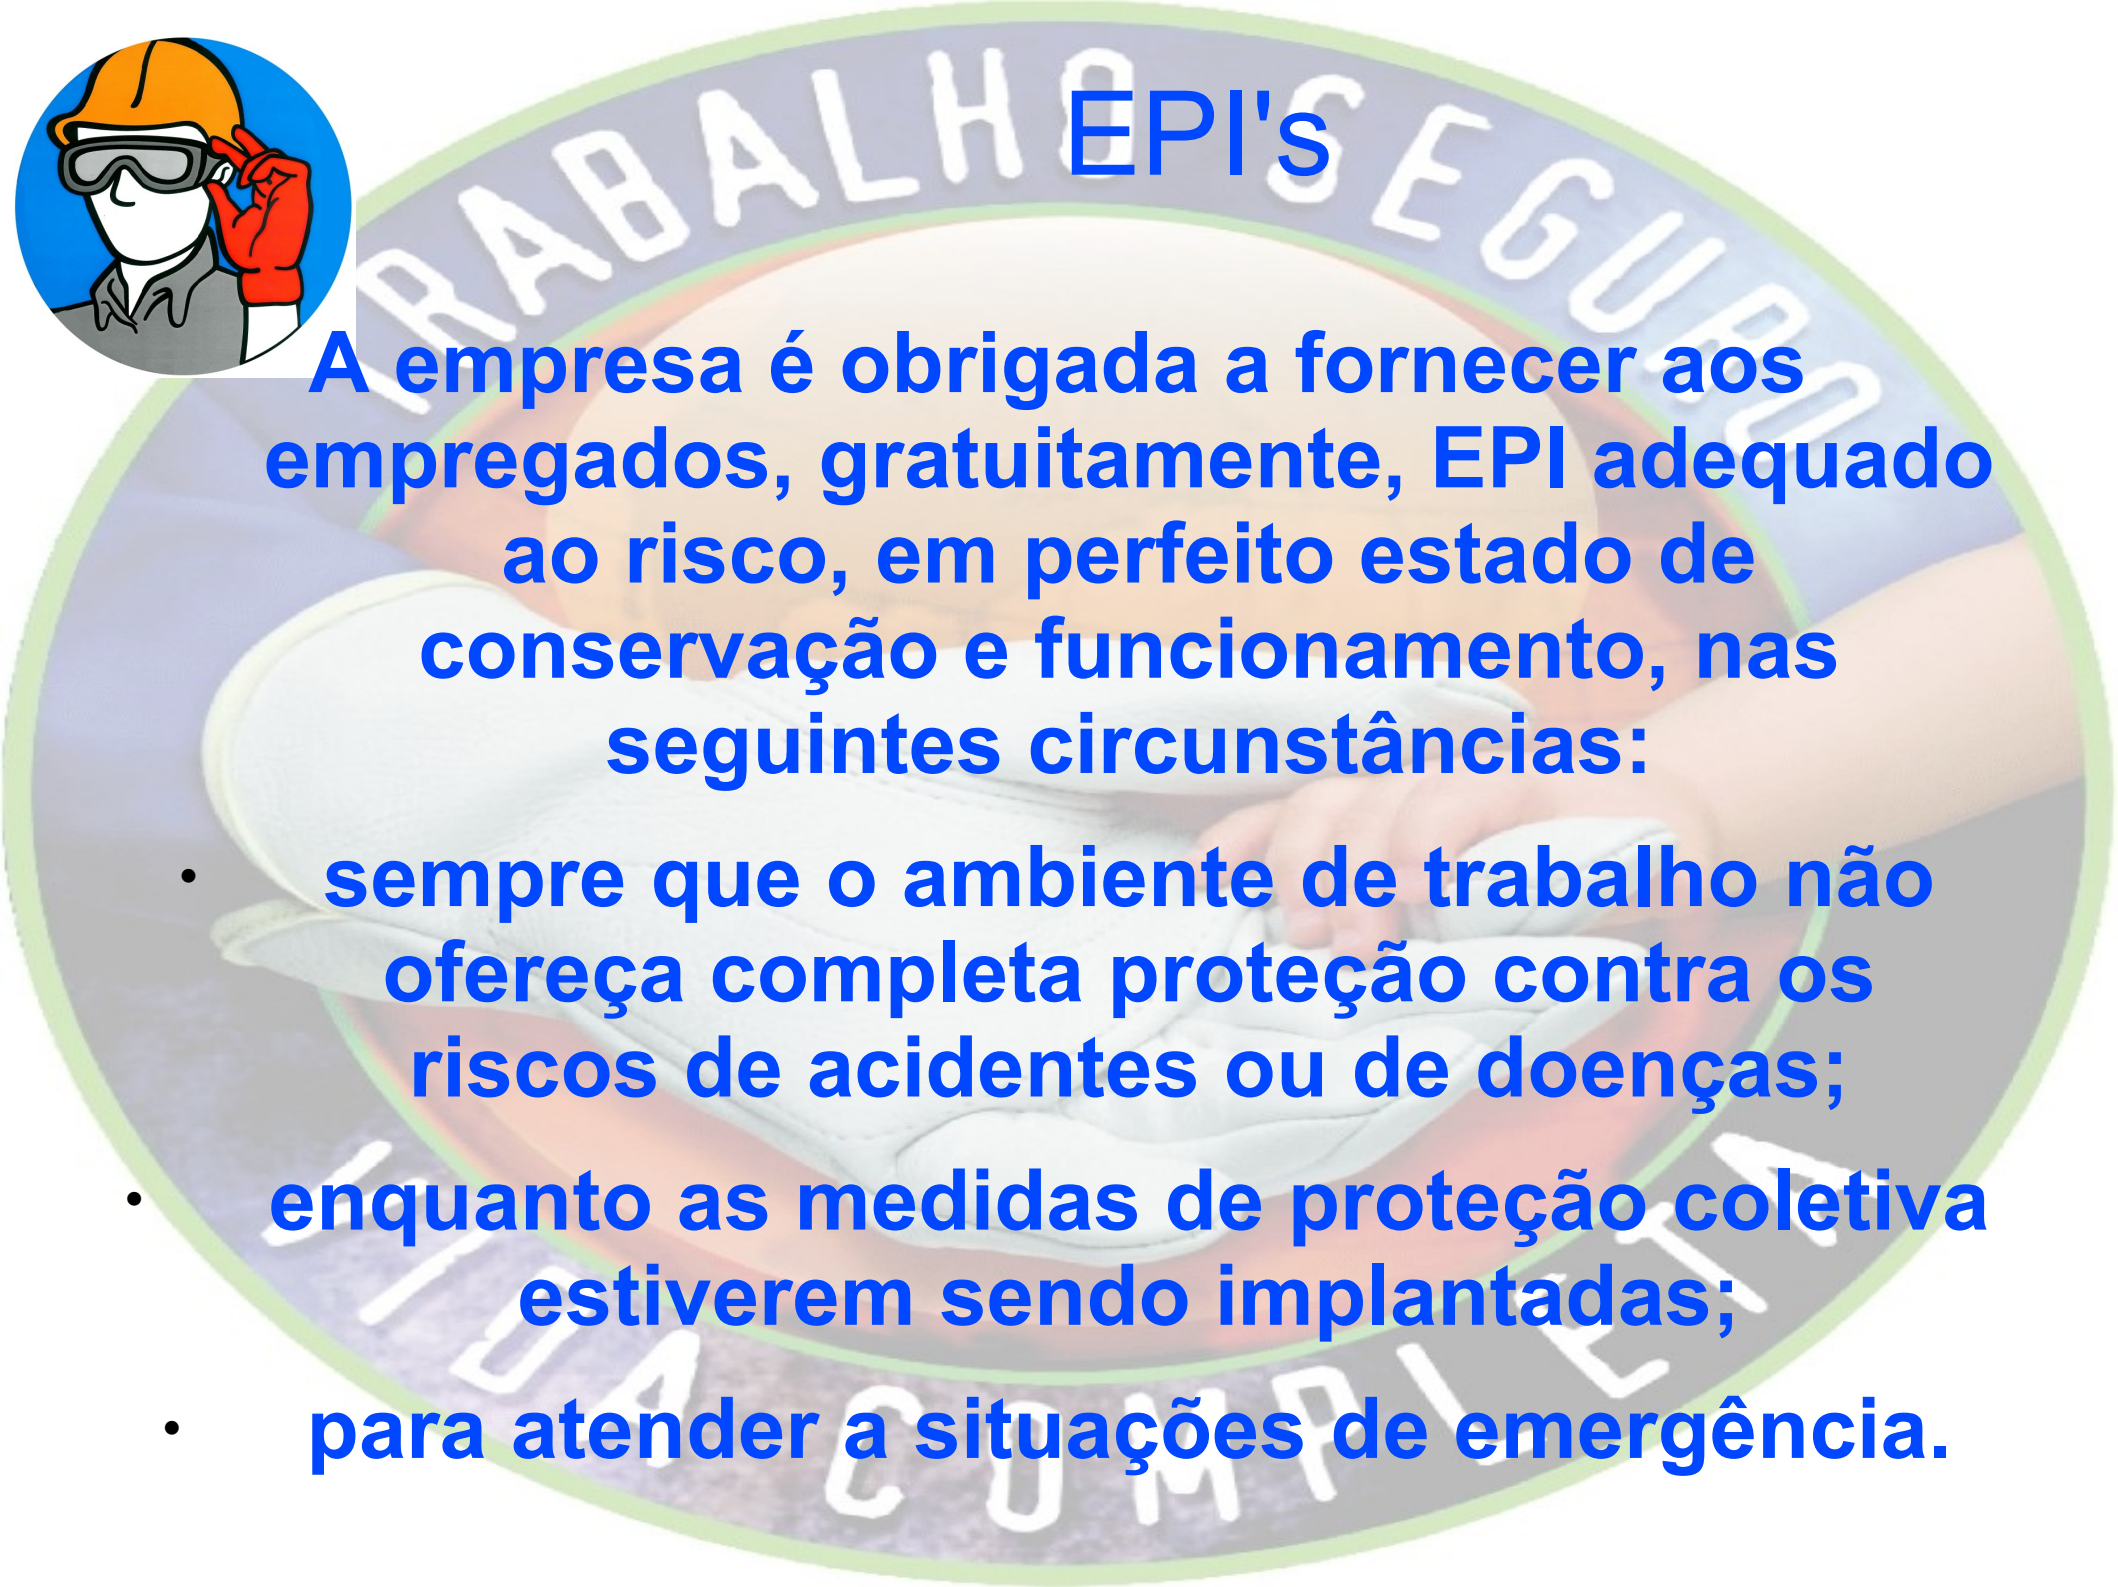 TRABALHO SEGURO
EPI's
A empresa é obrigada a fornecer aos
empregados, gratuitamente, EPI adequado
ao risco, em perfeito estado de
conservação e funcionamento, nas
seguintes circunstâncias:
• sempre que o ambiente de trabalho não
ofereça completa proteção contra os
riscos de acidentes ou de doenças;
• enquanto as medidas de proteção coletiva
estiverem sendo implantadas;
• para atender a situações de emergência.
VIDA COMPLETA